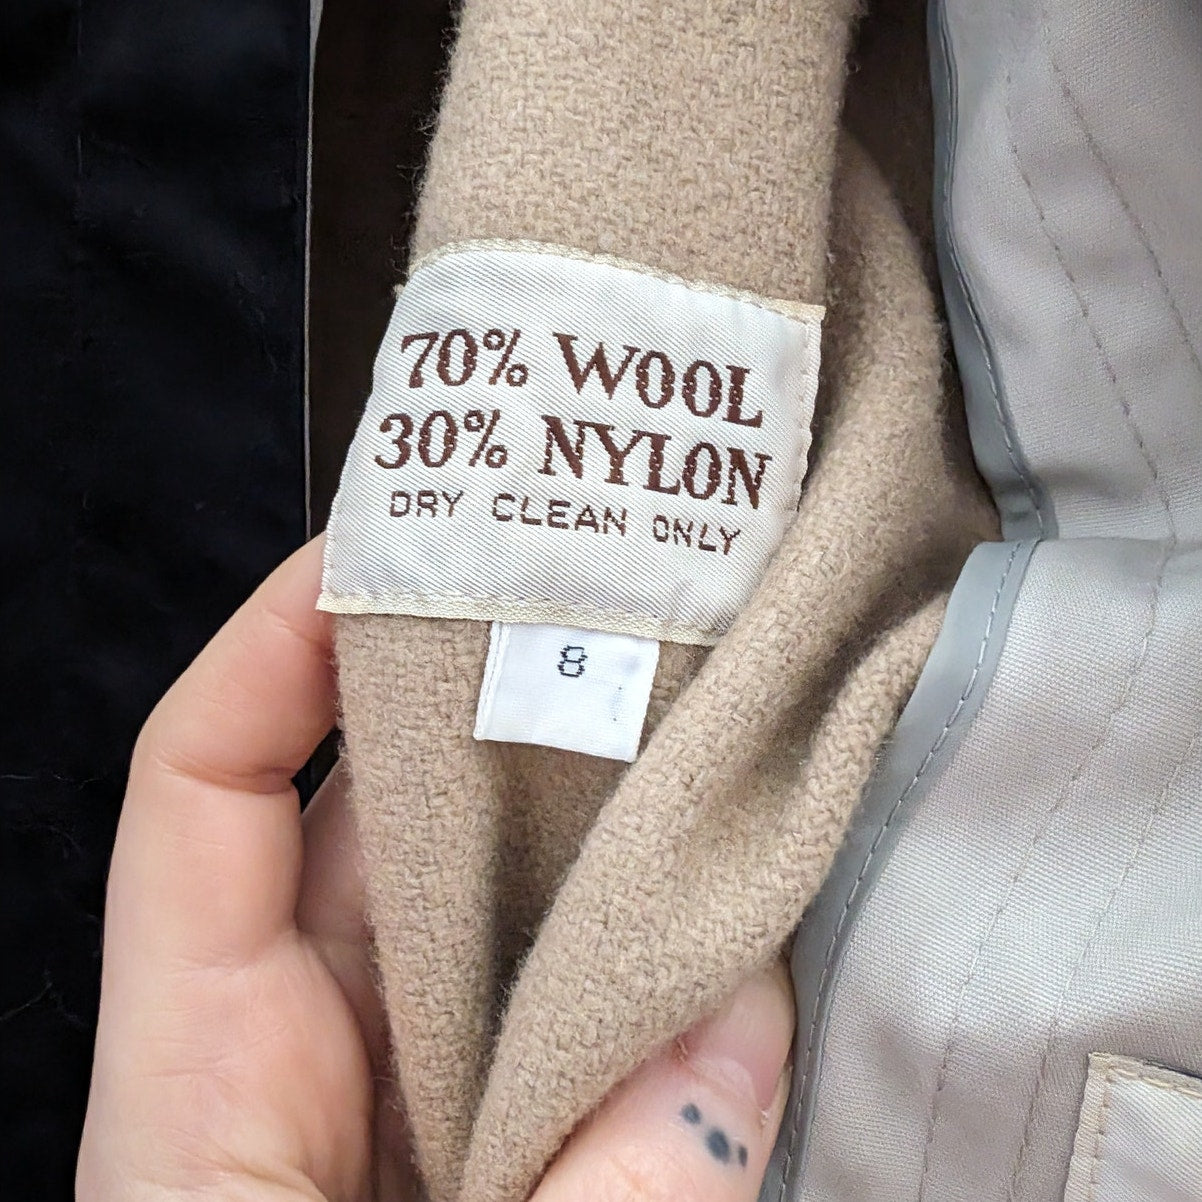 70% WOOL
30% NYLON
DRY CLEAN ONLY
8